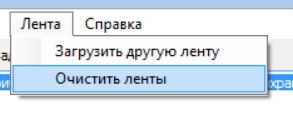 Лента Справка
Загрузить другую ленту
Очистить ленты